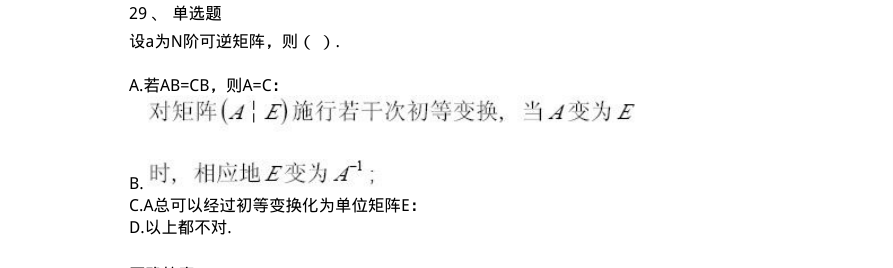 29 、 单选题
设a为N阶可逆矩阵，则（ ）.
A.若AB=CB，则A=C：
对矩阵(A ¦ E)施行若干次初等变换，当A变为E
B. 时，相应地E变为A⁻¹；
C.A总可以经过初等变换化为单位矩阵E：
D.以上都不对.